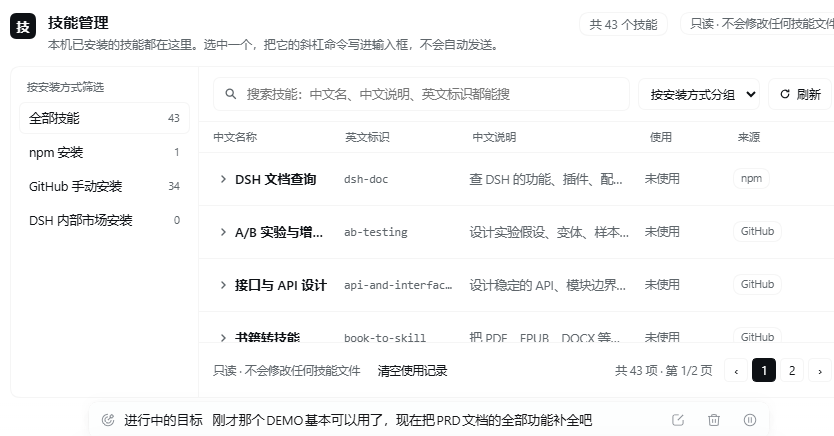 技 技能管理
本机已安装的技能都在这里。选中一个，把它的斜杠命令写进输入框，不会自动发送。
共 43 个技能
只读 · 不会修改任何技能文件
按安装方式筛选
全部技能 43
npm 安装 1
GitHub 手动安装 34
DSH 内部市场安装 0
搜索技能：中文名、中文说明、英文标识都能搜
按安装方式分组
刷新
中文名称 英文标识 中文说明 使用 来源
DSH 文档查询 dsh-doc 查 DSH 的功能、插件、配... 未使用 npm
A/B 实验与增... ab-testing 设计实验假设、变体、样本... 未使用 GitHub
接口与 API 设计 api-and-interfac... 设计稳定的 API、模块边界... 未使用 GitHub
书籍转技能 book-to-skill 把 PDF、EPUB、DOCX 等... 未使用 GitHub
只读 · 不会修改任何技能文件 清空使用记录 共 43 项 · 第 1/2 页 ‹ 1 2 ›
进行中的目标 刚才那个DEMO基本可以用了，现在把PRD文档的全部功能补全吧